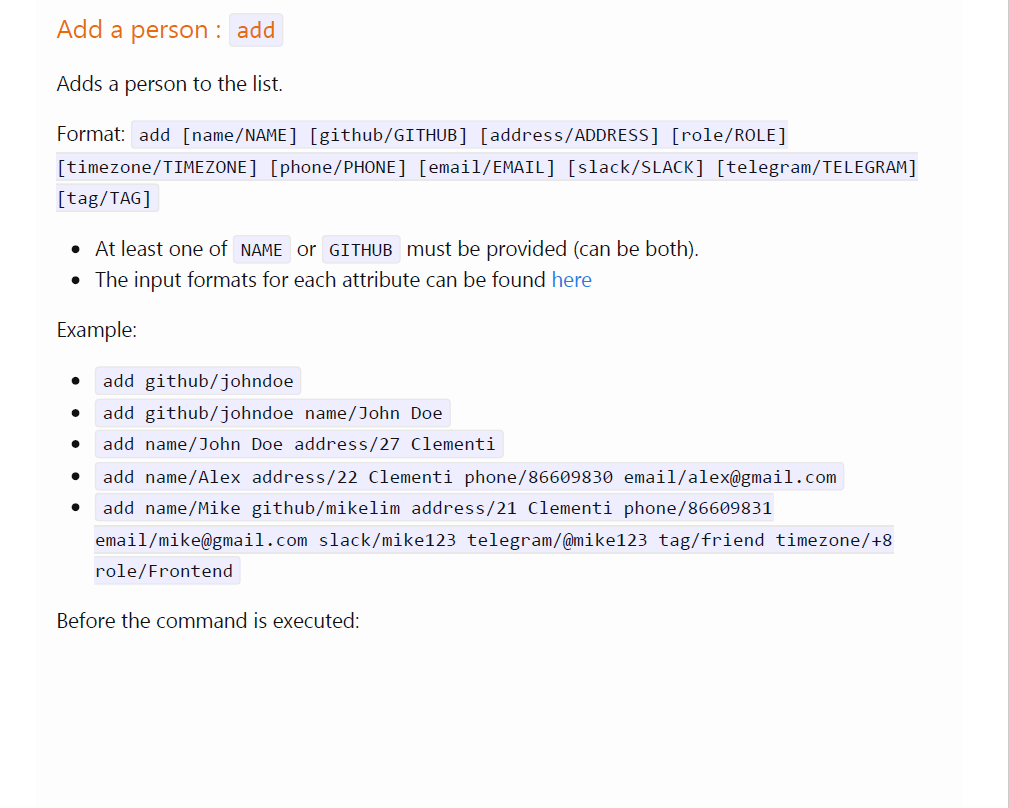 Add a person : add
Adds a person to the list.
Format: add [name/NAME] [github/GITHUB] [address/ADDRESS] [role/ROLE]
[timezone/TIMEZONE] [phone/PHONE] [email/EMAIL] [slack/SLACK] [telegram/TELEGRAM]
[tag/TAG]
• At least one of NAME or GITHUB must be provided (can be both).
• The input formats for each attribute can be found here
Example:
• add github/johndoe
• add github/johndoe name/John Doe
• add name/John Doe address/27 Clementi
• add name/Alex address/22 Clementi phone/86609830 email/alex@gmail.com
• add name/Mike github/mikelim address/21 Clementi phone/86609831
email/mike@gmail.com slack/mike123 telegram/@mike123 tag/friend timezone/+8
role/Frontend
Before the command is executed: